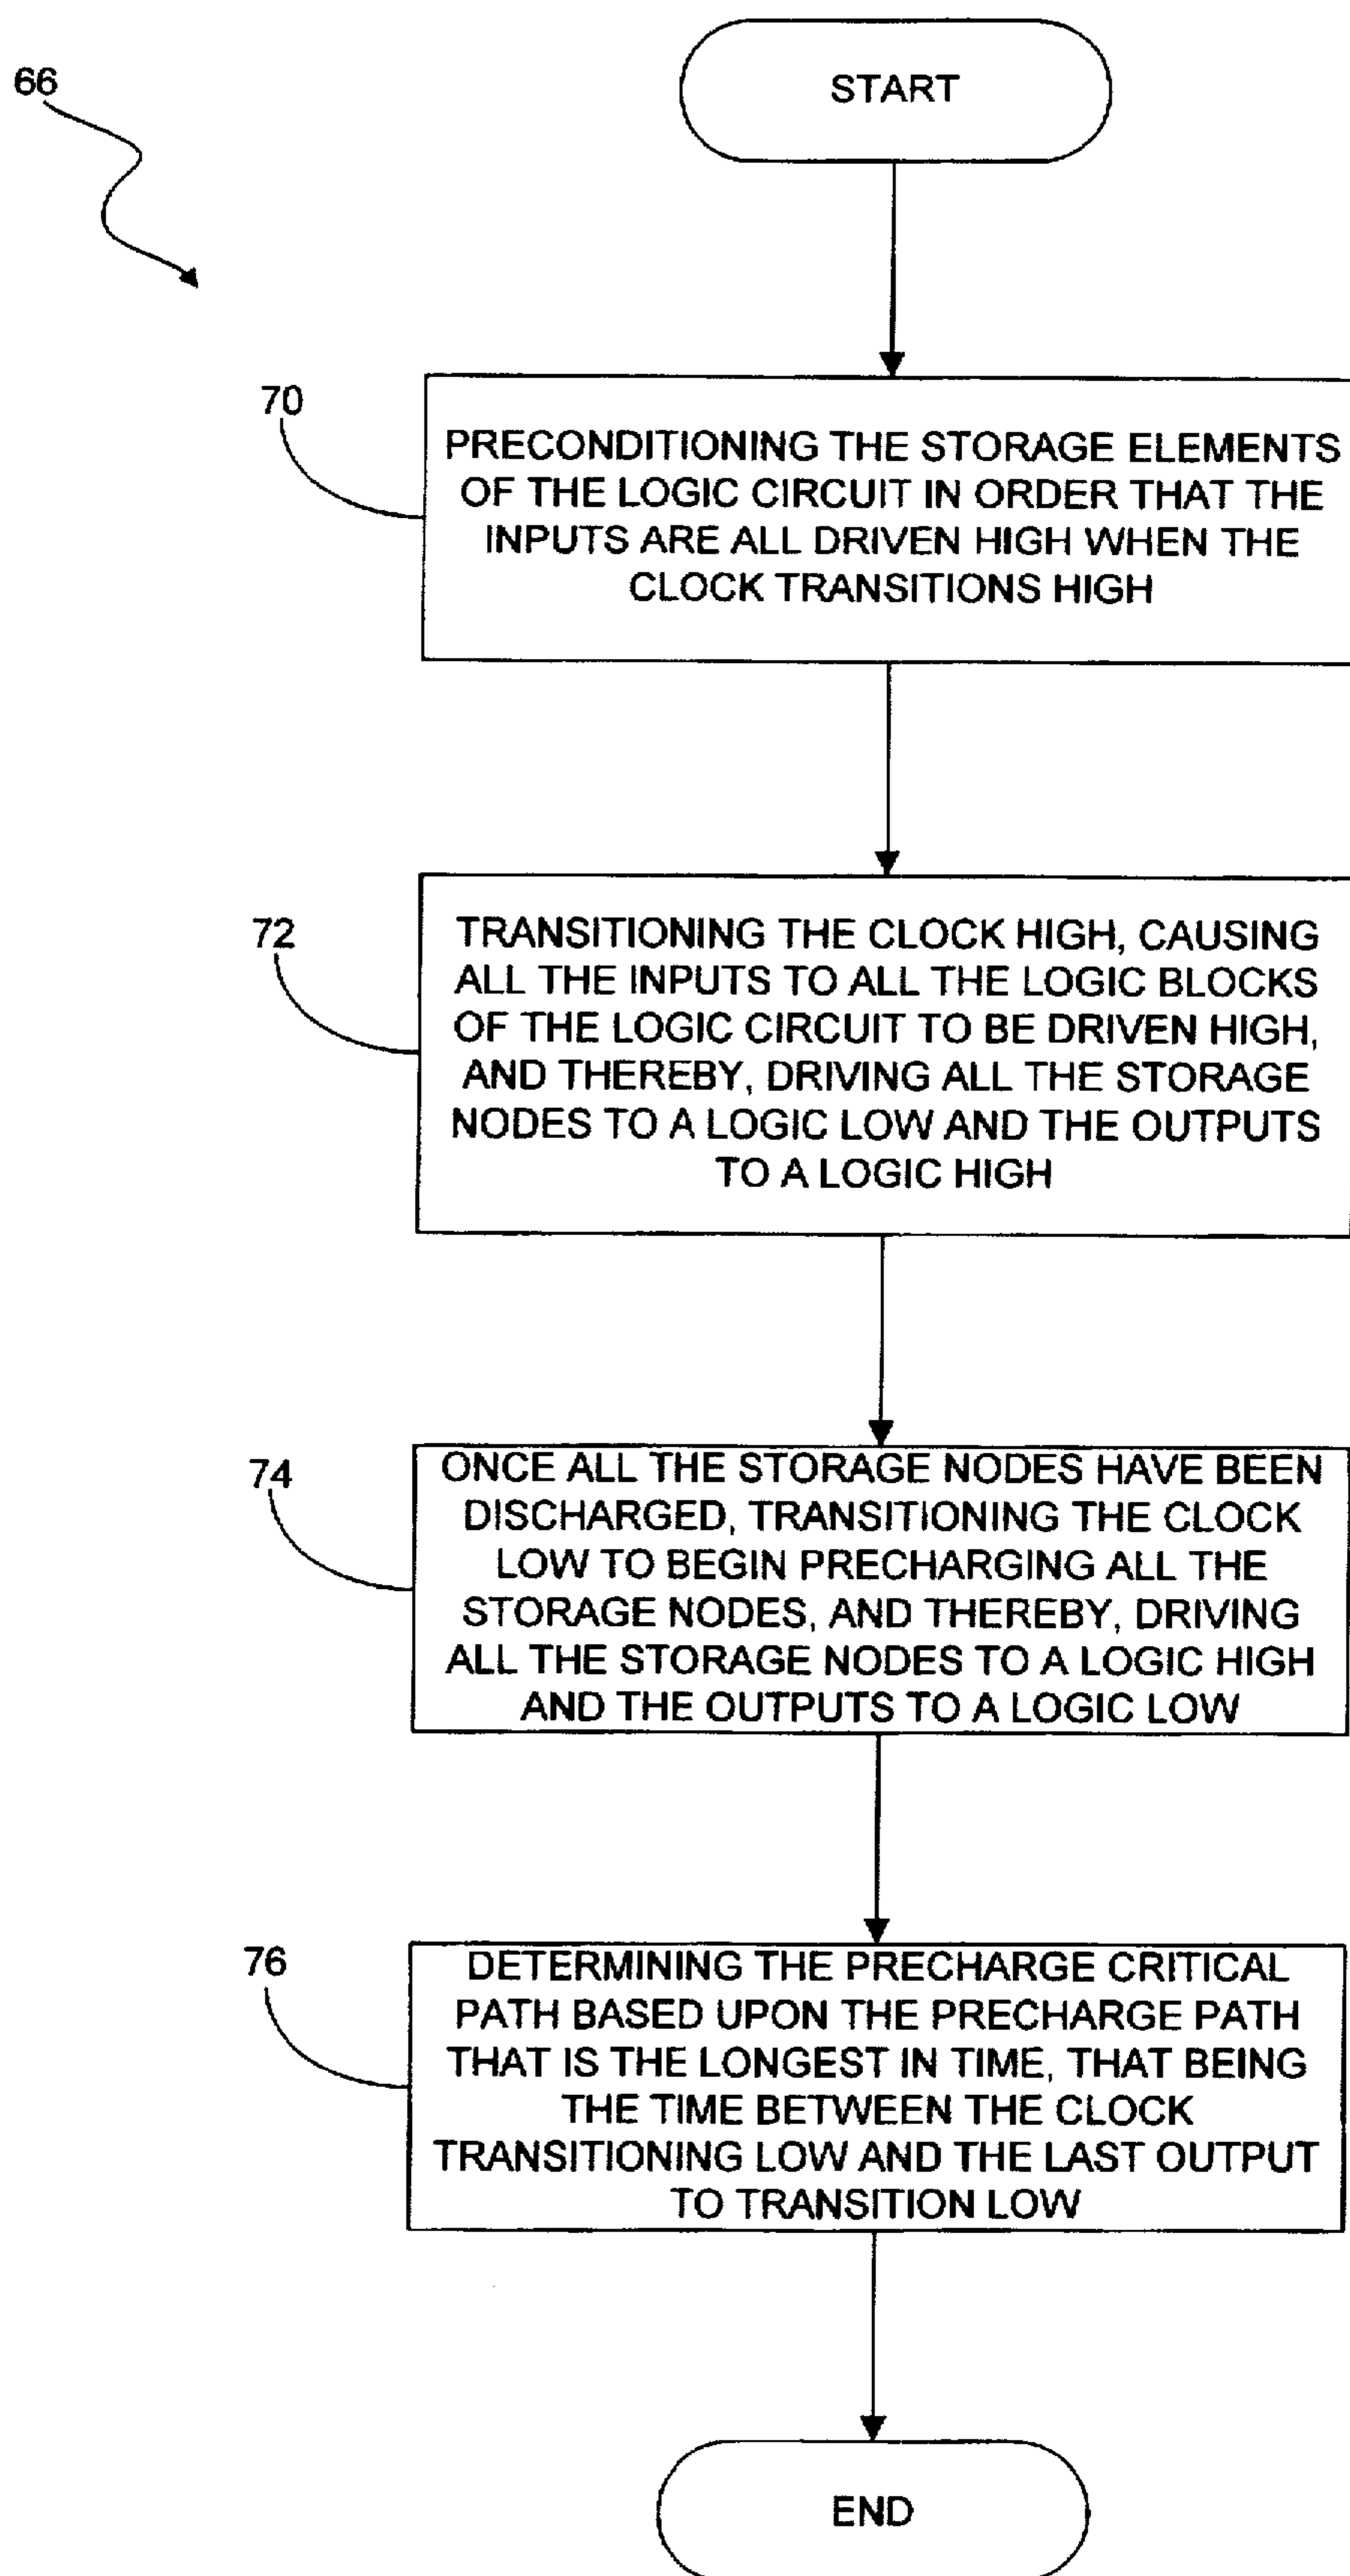 66
START
70
PRECONDITIONING THE STORAGE ELEMENTS
OF THE LOGIC CIRCUIT IN ORDER THAT THE
INPUTS ARE ALL DRIVEN HIGH WHEN THE
CLOCK TRANSITIONS HIGH
72
TRANSITIONING THE CLOCK HIGH, CAUSING
ALL THE INPUTS TO ALL THE LOGIC BLOCKS
OF THE LOGIC CIRCUIT TO BE DRIVEN HIGH,
AND THEREBY, DRIVING ALL THE STORAGE
NODES TO A LOGIC LOW AND THE OUTPUTS
TO A LOGIC HIGH
74
ONCE ALL THE STORAGE NODES HAVE BEEN
DISCHARGED, TRANSITIONING THE CLOCK
LOW TO BEGIN PRECHARGING ALL THE
STORAGE NODES, AND THEREBY, DRIVING
ALL THE STORAGE NODES TO A LOGIC HIGH
AND THE OUTPUTS TO A LOGIC LOW
76
DETERMINING THE PRECHARGE CRITICAL
PATH BASED UPON THE PRECHARGE PATH
THAT IS THE LONGEST IN TIME, THAT BEING
THE TIME BETWEEN THE CLOCK
TRANSITIONING LOW AND THE LAST OUTPUT
TO TRANSITION LOW
END